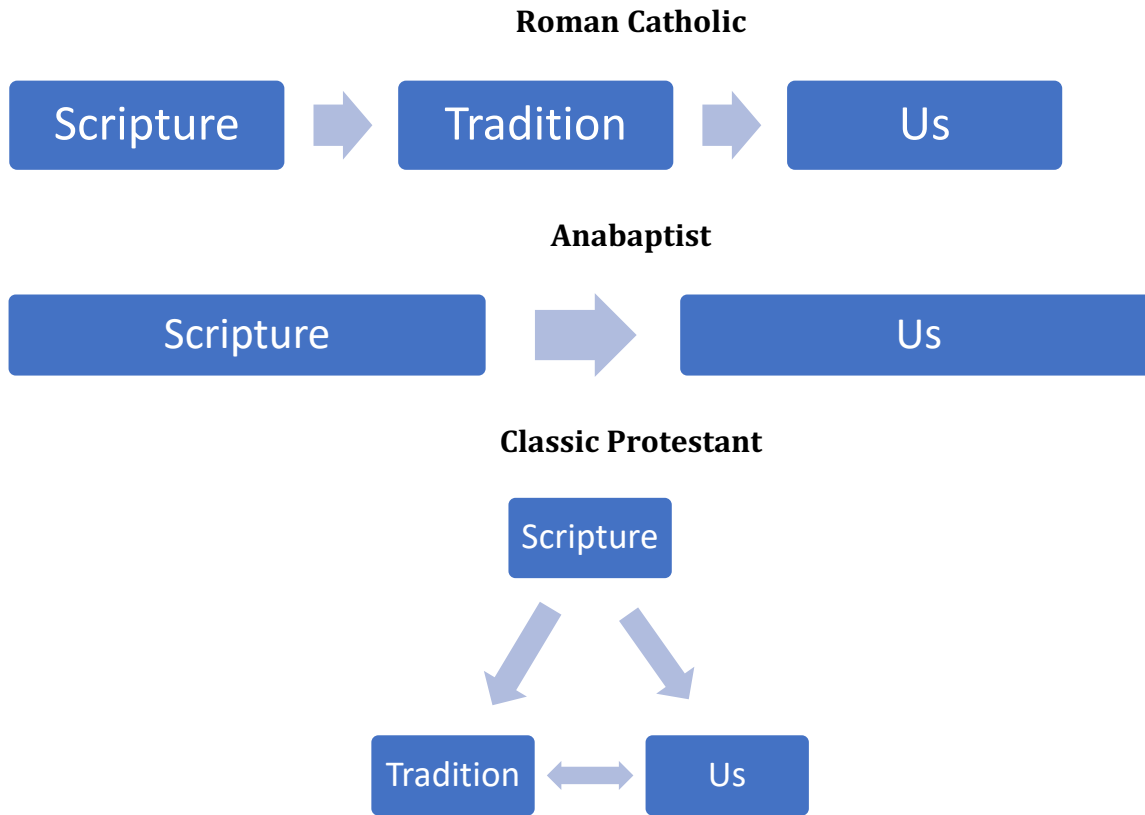 Roman Catholic
Scripture Tradition Us
Anabaptist
Scripture Us
Classic Protestant
Scripture
Tradition Us